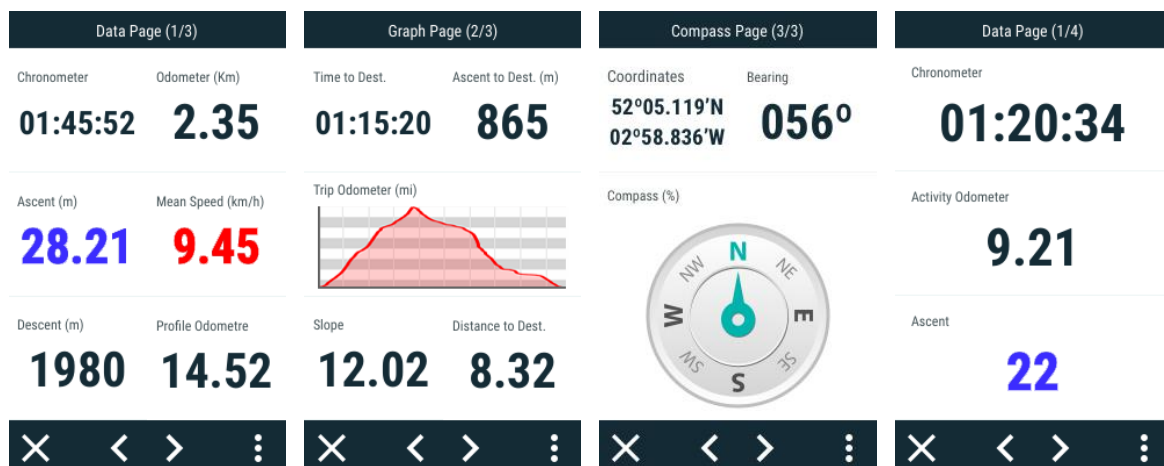 Data Page (1/3)
Chronometer Odometer (Km)
01:45:52 2.35
Ascent (m) Mean Speed (km/h)
28.21 9.45
Descent (m) Profile Odometre
1980 14.52
Graph Page (2/3)
Time to Dest. Ascent to Dest. (m)
01:15:20 865
Trip Odometer (mi)
Slope Distance to Dest.
12.02 8.32
Compass Page (3/3)
Coordinates Bearing
52º05.119'N 056º
02º58.836'W
Compass (%)
N
NW NE
W E
SW SE
S
Data Page (1/4)
Chronometer
01:20:34
Activity Odometer
9.21
Ascent
22